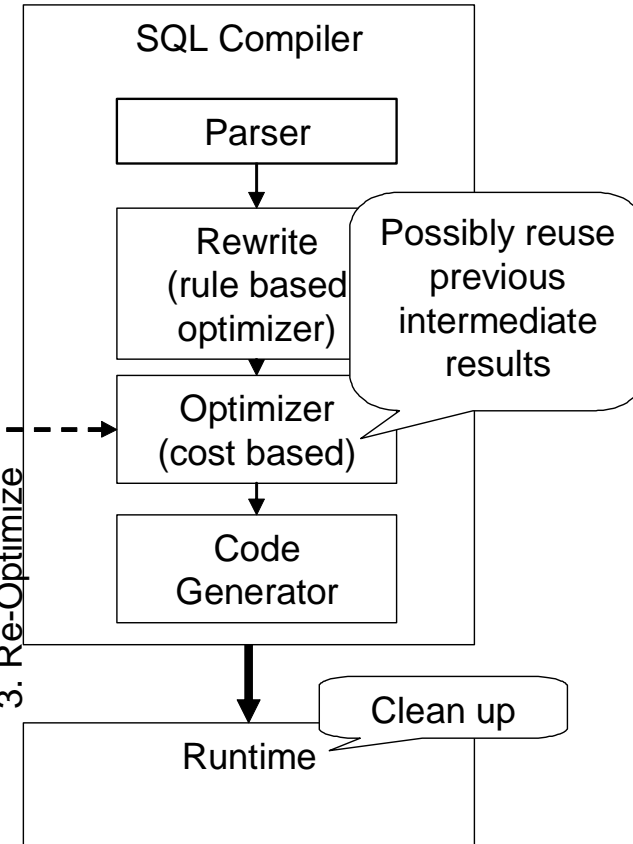 SQL Compiler
Parser
Rewrite
(rule based
optimizer)
Possibly reuse
previous
intermediate
results
Optimizer
(cost based)
3. Re-Optimize
Code
Generator
Clean up
Runtime